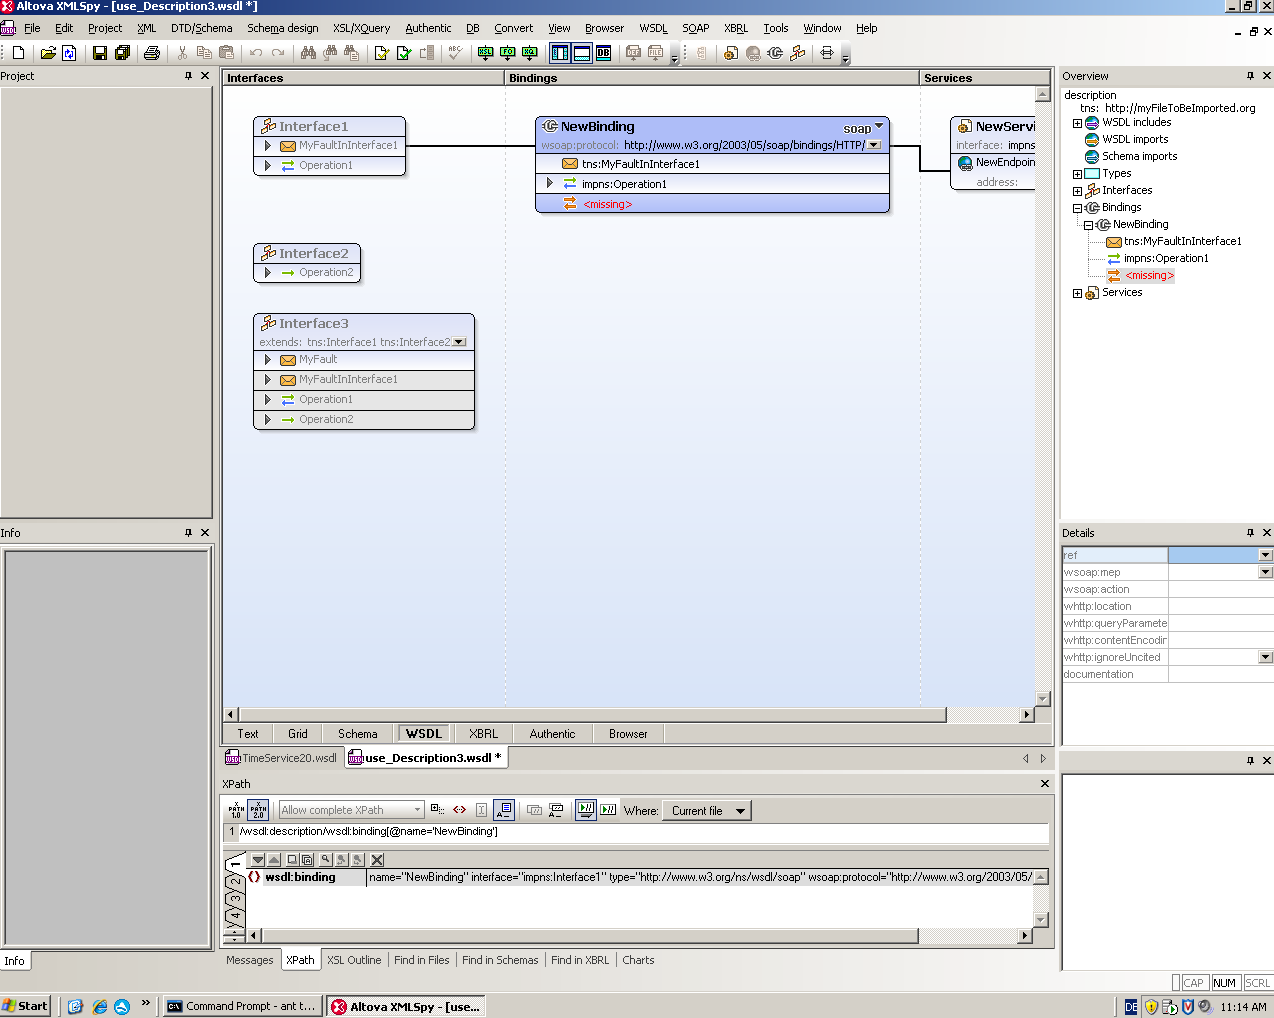 Altova XMLSpy - [use_Description3.wsdl *]
File Edit Project XML DTD/Schema Schema design XSL/XQuery Authentic DB Convert View Browser WSDL SOAP XBRL Tools Window Help
Project
Interfaces Bindings Services
Interface1
MyFaultInInterface1
Operation1
Interface2
Operation2
Interface3
extends: tns:Interface1 tns:Interface2
MyFault
MyFaultInInterface1
Operation1
Operation2
NewBinding soap
wsoap:protocol: http://www.w3.org/2003/05/soap/bindings/HTTP/
tns:MyFaultInInterface1
impns:Operation1
<missing>
NewServi
interface: impns
NewEndpoin
address:
Overview
description
tns: http://myFileToBeImported.org
WSDL includes
WSDL imports
Schema imports
Types
Interfaces
Bindings
NewBinding
tns:MyFaultInInterface1
impns:Operation1
<missing>
Services
Info
Details
ref
wsoap:mep
wsoap:action
whttp:location
whttp:queryParamete
whttp:contentEncodin
whttp:ignoreUncited
documentation
Text Grid Schema WSDL XBRL Authentic Browser
TimeService20.wsdl use_Description3.wsdl *
XPath
XPATH 1.0 XPATH 2.0 Allow complete XPath Where: Current file
1 /wsdl:description/wsdl:binding[@name='NewBinding']
1 2 3 4
wsdl:binding name="NewBinding" interface="impns:Interface1" type="http://www.w3.org/ns/wsdl/soap" wsoap:protocol="http://www.w3.org/2003/05/
Messages XPath XSL Outline Find in Files Find in Schemas Find in XBRL Charts
Info
CAP NUM SCRL
Start Command Prompt - ant t... Altova XMLSpy - [use... DE 11:14 AM